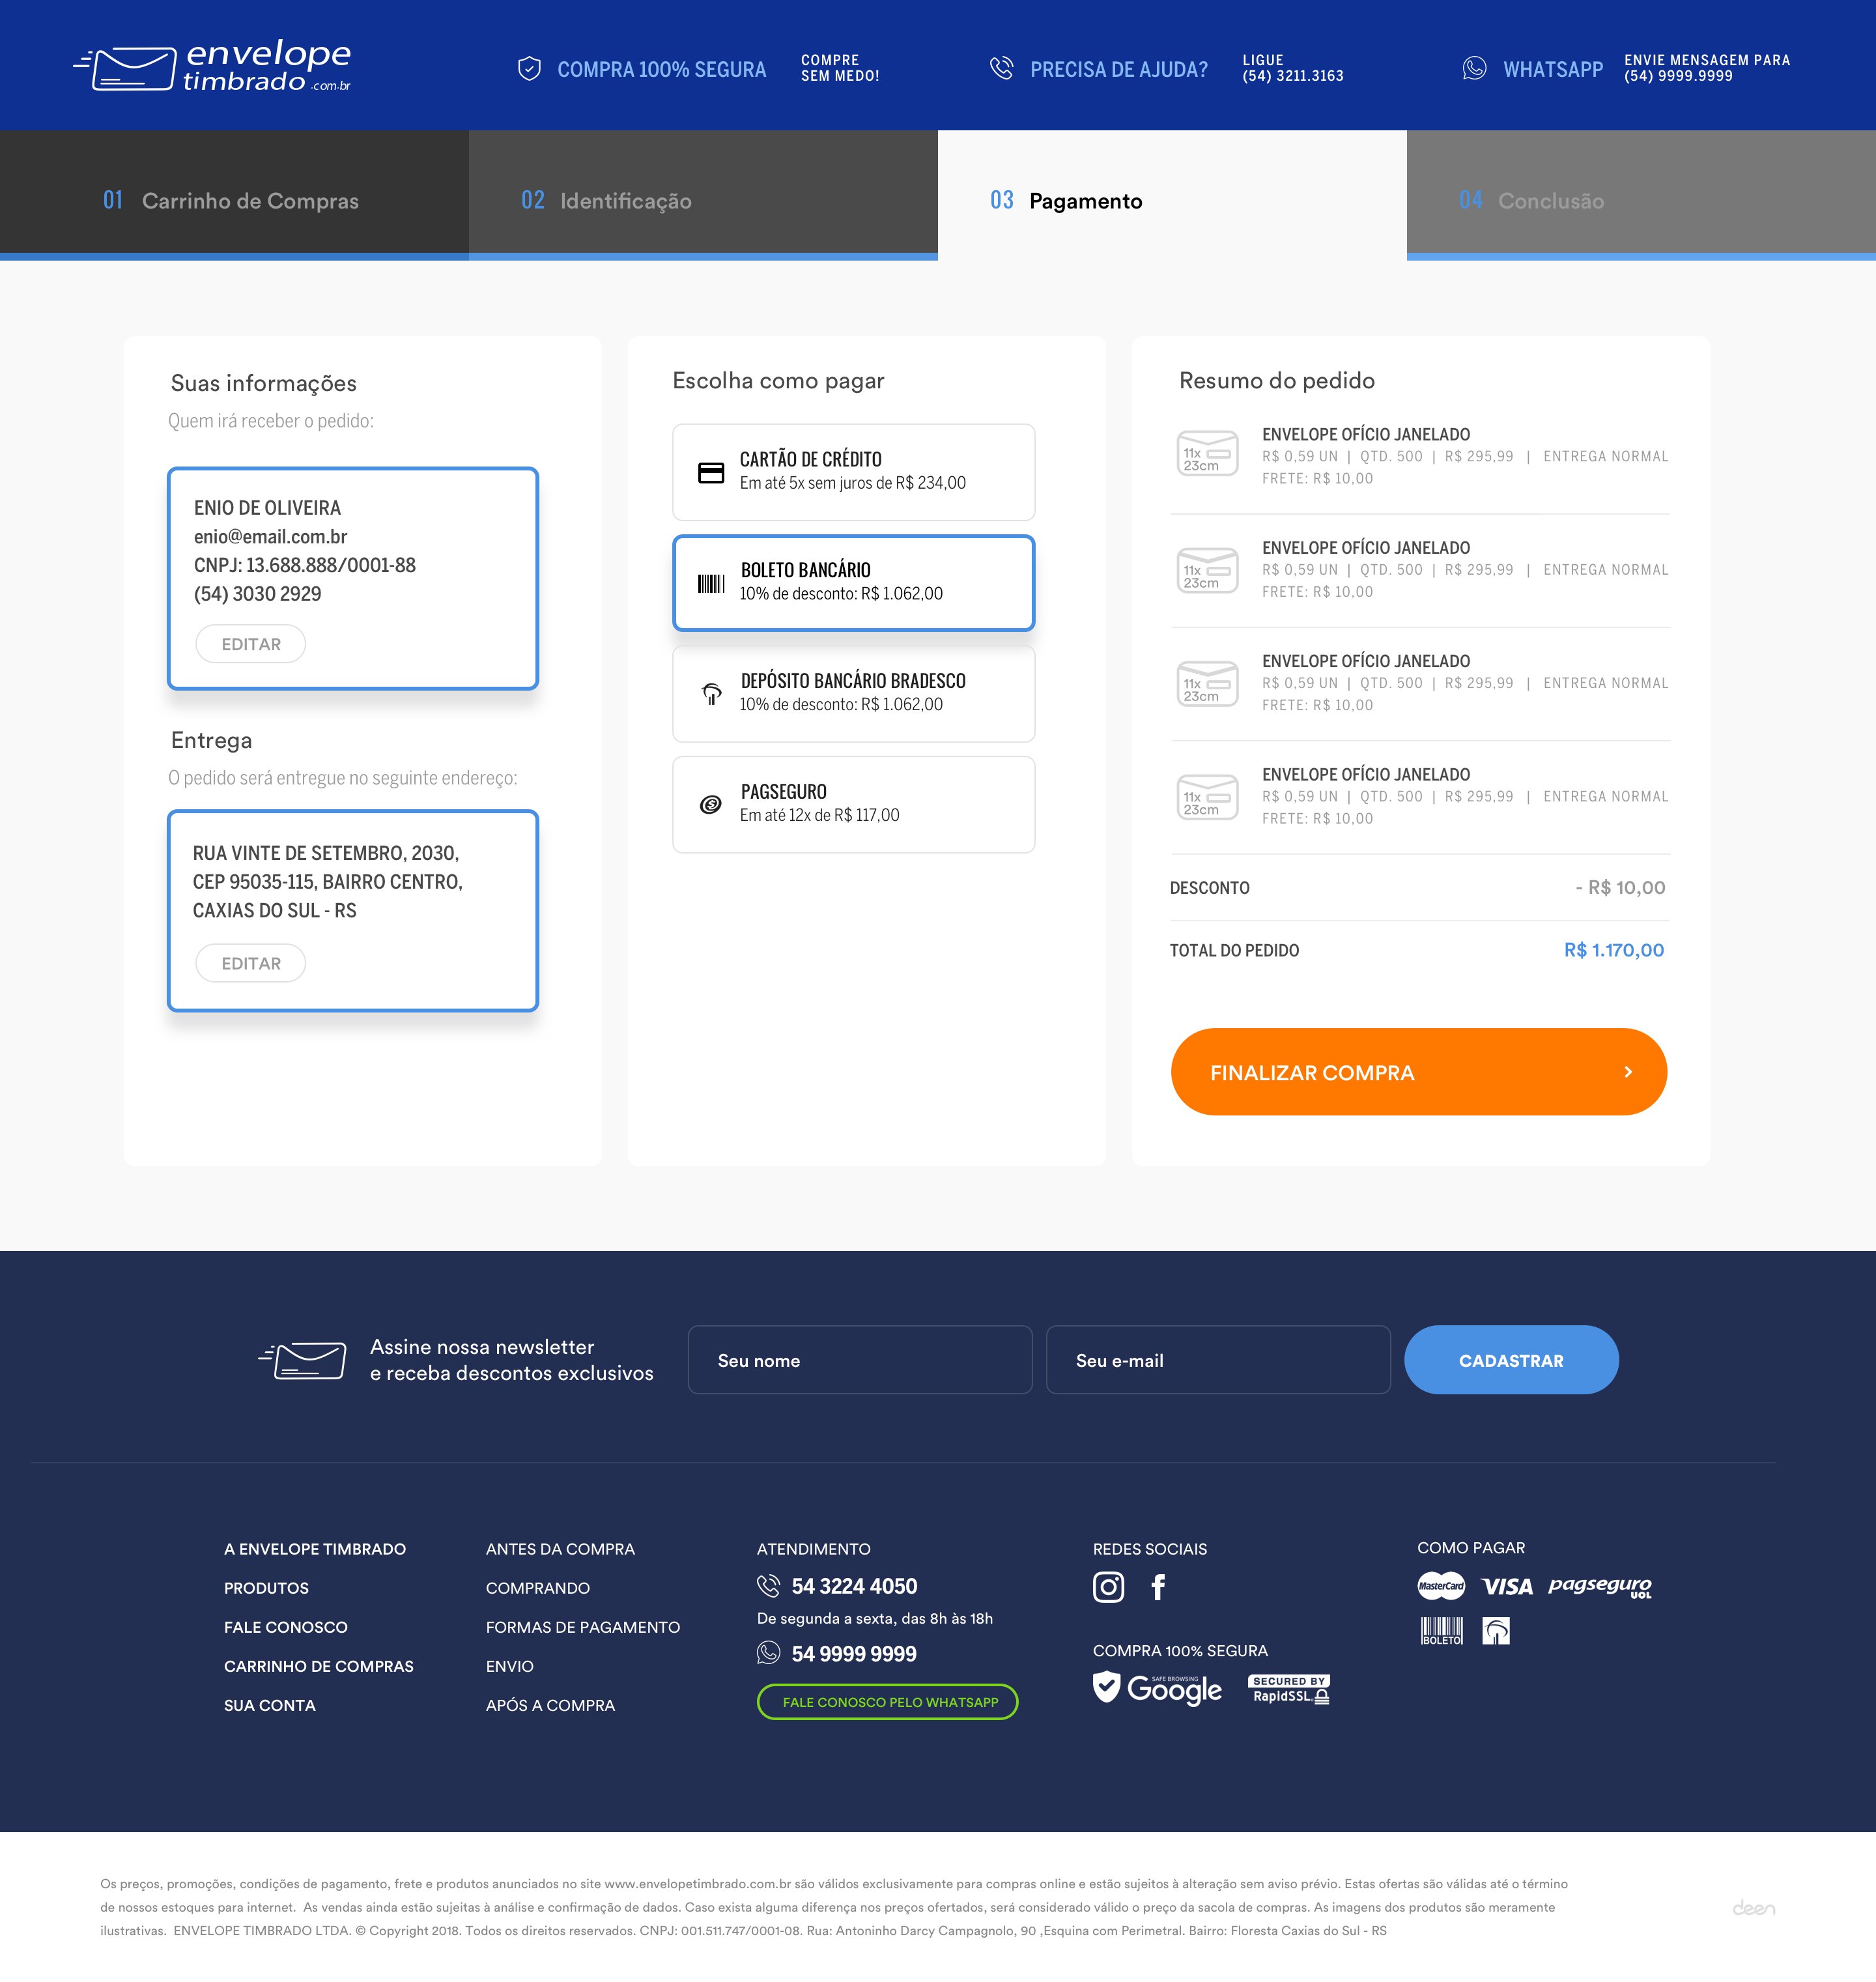 envelope
timbrado .com.br
COMPRA 100% SEGURA
COMPRE
SEM MEDO!
PRECISA DE AJUDA?
LIGUE
(54) 3211.3163
WHATSAPP
ENVIE MENSAGEM PARA
(54) 9999.9999
01 Carrinho de Compras
02 Identificação
03 Pagamento
04 Conclusão
Suas informações
Quem irá receber o pedido:
ENIO DE OLIVEIRA
enio@email.com.br
CNPJ: 13.688.888/0001-88
(54) 3030 2929
EDITAR
Entrega
O pedido será entregue no seguinte endereço:
RUA VINTE DE SETEMBRO, 2030,
CEP 95035-115, BAIRRO CENTRO,
CAXIAS DO SUL - RS
EDITAR
Escolha como pagar
CARTÃO DE CRÉDITO
Em até 5x sem juros de R$ 234,00
BOLETO BANCÁRIO
10% de desconto: R$ 1.062,00
DEPÓSITO BANCÁRIO BRADESCO
10% de desconto: R$ 1.062,00
PAGSEGURO
Em até 12x de R$ 117,00
Resumo do pedido
11x
23cm
ENVELOPE OFÍCIO JANELADO
R$ 0,59 UN | QTD. 500 | R$ 295,99 | ENTREGA NORMAL
FRETE: R$ 10,00
11x
23cm
ENVELOPE OFÍCIO JANELADO
R$ 0,59 UN | QTD. 500 | R$ 295,99 | ENTREGA NORMAL
FRETE: R$ 10,00
11x
23cm
ENVELOPE OFÍCIO JANELADO
R$ 0,59 UN | QTD. 500 | R$ 295,99 | ENTREGA NORMAL
FRETE: R$ 10,00
11x
23cm
ENVELOPE OFÍCIO JANELADO
R$ 0,59 UN | QTD. 500 | R$ 295,99 | ENTREGA NORMAL
FRETE: R$ 10,00
DESCONTO - R$ 10,00
TOTAL DO PEDIDO R$ 1.170,00
FINALIZAR COMPRA
Assine nossa newsletter
e receba descontos exclusivos
Seu nome
Seu e-mail
CADASTRAR
A ENVELOPE TIMBRADO
PRODUTOS
FALE CONOSCO
CARRINHO DE COMPRAS
SUA CONTA
ANTES DA COMPRA
COMPRANDO
FORMAS DE PAGAMENTO
ENVIO
APÓS A COMPRA
ATENDIMENTO
54 3224 4050
De segunda a sexta, das 8h às 18h
54 9999 9999
FALE CONOSCO PELO WHATSAPP
REDES SOCIAIS
COMPRA 100% SEGURA
SAFE BROWSING
Google
SECURED BY
RapidSSL.
COMO PAGAR
MasterCard
VISA
pagseguro
UOL
BOLETO
Os preços, promoções, condições de pagamento, frete e produtos anunciados no site www.envelopetimbrado.com.br são válidos exclusivamente para compras online e estão sujeitos à alteração sem aviso prévio. Estas ofertas são válidas até o término
de nossos estoques para internet. As vendas ainda estão sujeitas à análise e confirmação de dados. Caso exista alguma diferença nos preços ofertados, será considerado válido o preço da sacola de compras. As imagens dos produtos são meramente
ilustrativas. ENVELOPE TIMBRADO LTDA. © Copyright 2018. Todos os direitos reservados. CNPJ: 001.511.747/0001-08. Rua: Antoninho Darcy Campagnolo, 90 ,Esquina com Perimetral. Bairro: Floresta Caxias do Sul - RS
deen